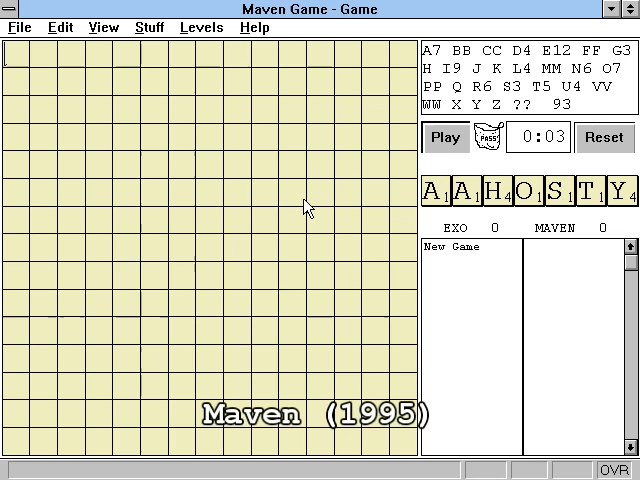 Maven Game - Game
File Edit View Stuff Levels Help
A7 BB CC D4 E12 FF G3
H I9 J K L4 MM N6 O7
PP Q R6 S3 T5 U4 VV
WW X Y Z ?? 93
Play PASS 0:03 Reset
A1 A1 H4 O1 S1 T1 Y4
EXO 0 MAVEN 0
New Game
Maven (1995)
OVR